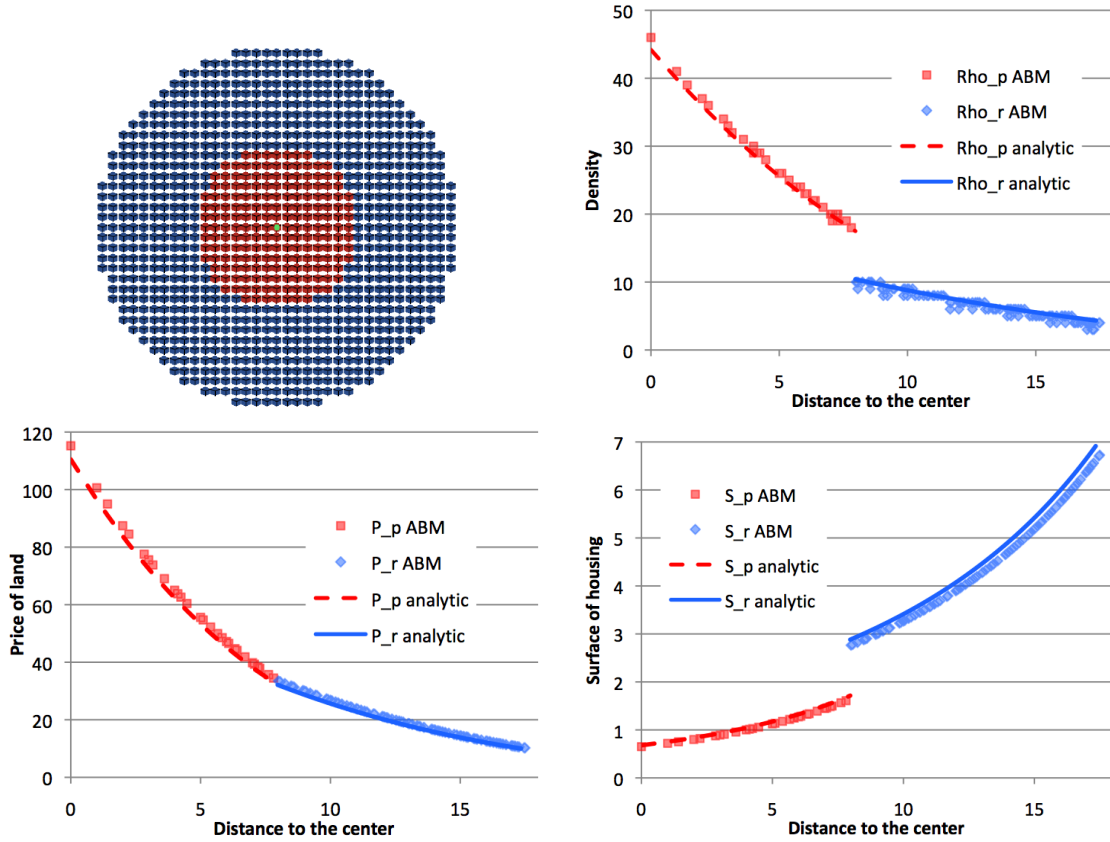 50
40
30
20
10
0
Density
Rho_p ABM
Rho_r ABM
Rho_p analytic
Rho_r analytic
0 5 10 15
Distance to the center
120
100
80
60
40
20
0
Price of land
P_p ABM
P_r ABM
P_p analytic
P_r analytic
0 5 10 15
Distance to the center
7
6
5
4
3
2
1
0
Surface of housing
S_p ABM
S_r ABM
S_p analytic
S_r analytic
0 5 10 15
Distance to the center